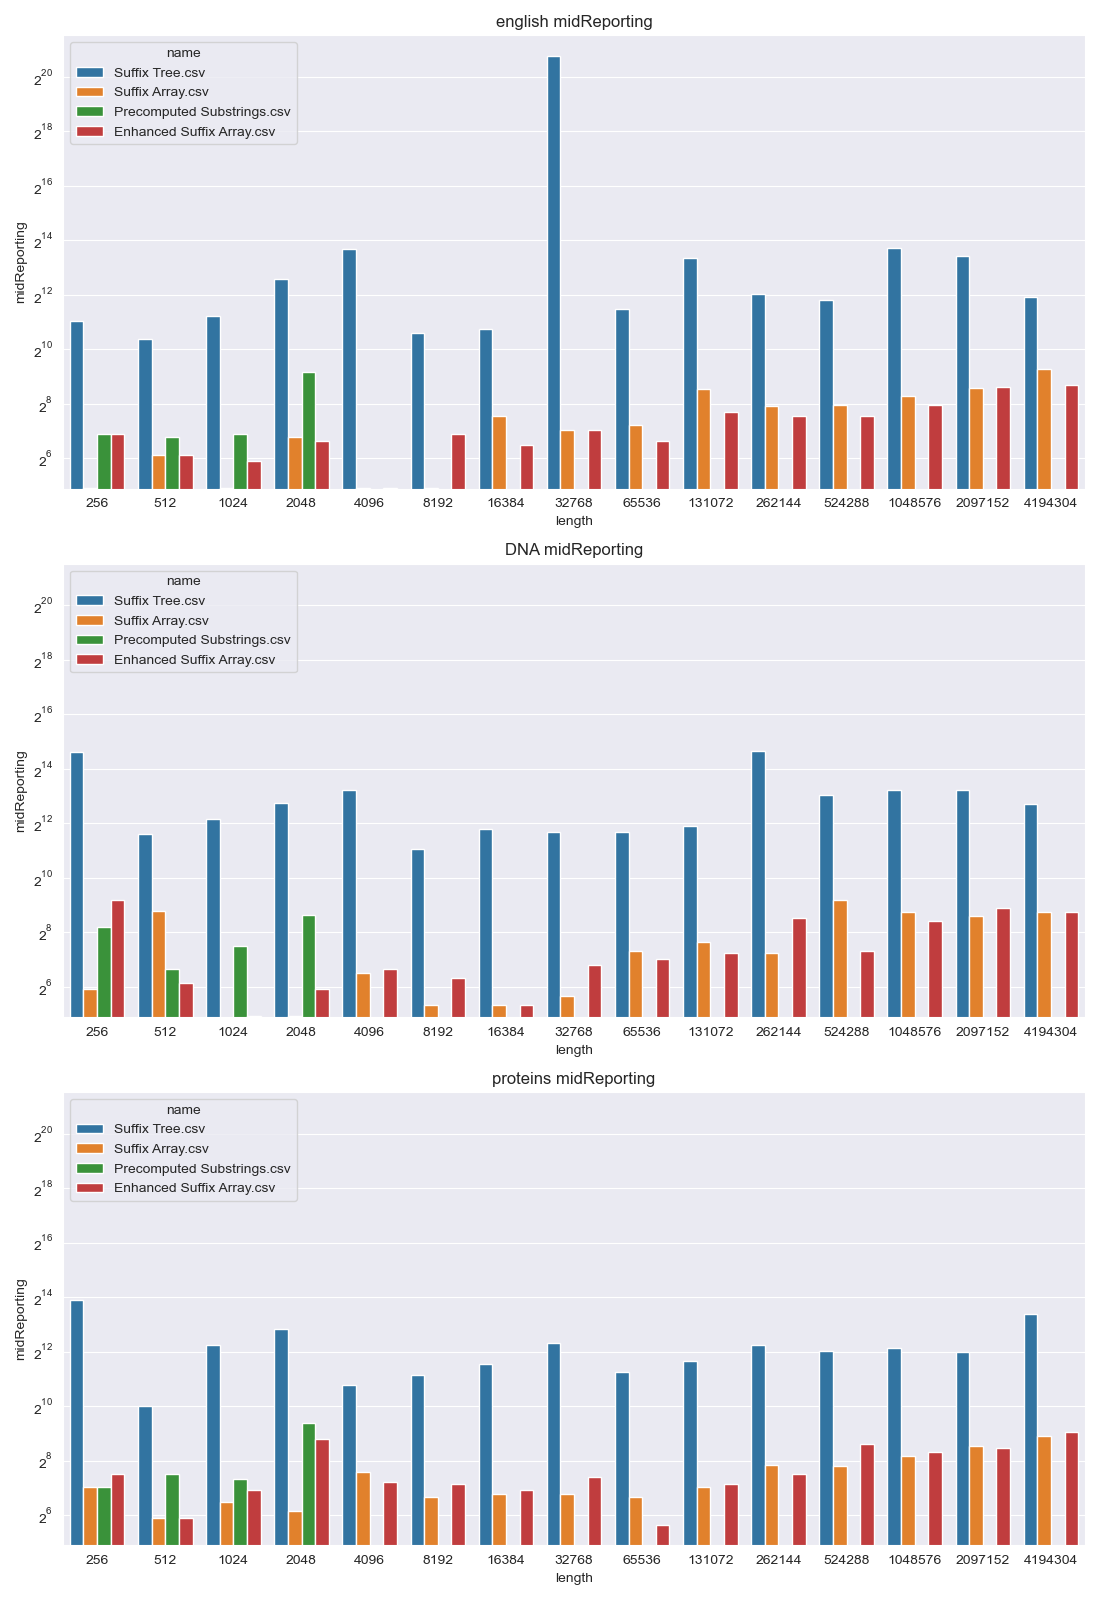 english midReporting
name
Suffix Tree.csv
Suffix Array.csv
Precomputed Substrings.csv
Enhanced Suffix Array.csv
2^20
2^18
2^16
2^14
2^12
2^10
2^8
2^6
midReporting
256 512 1024 2048 4096 8192 16384 32768 65536 131072 262144 524288 1048576 2097152 4194304
length
DNA midReporting
name
Suffix Tree.csv
Suffix Array.csv
Precomputed Substrings.csv
Enhanced Suffix Array.csv
2^20
2^18
2^16
2^14
2^12
2^10
2^8
2^6
midReporting
256 512 1024 2048 4096 8192 16384 32768 65536 131072 262144 524288 1048576 2097152 4194304
length
proteins midReporting
name
Suffix Tree.csv
Suffix Array.csv
Precomputed Substrings.csv
Enhanced Suffix Array.csv
2^20
2^18
2^16
2^14
2^12
2^10
2^8
2^6
midReporting
256 512 1024 2048 4096 8192 16384 32768 65536 131072 262144 524288 1048576 2097152 4194304
length